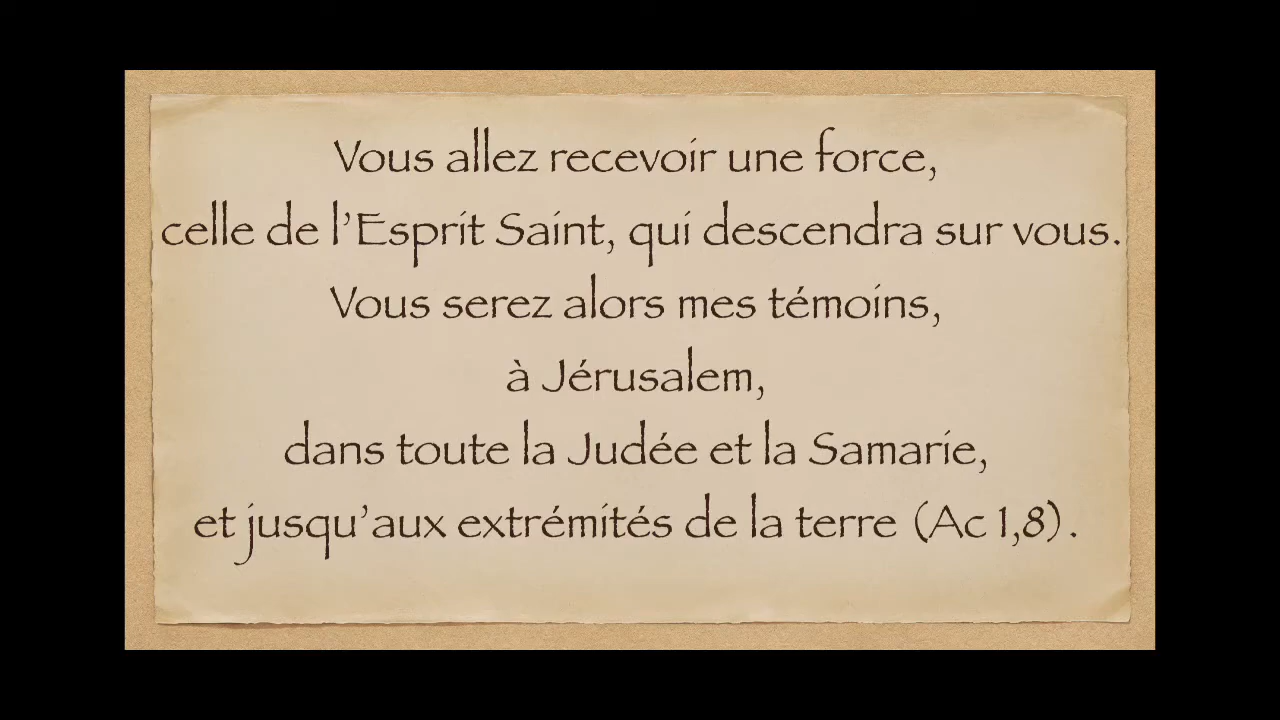 Vous allez recevoir une force,
celle de l’Esprit Saint, qui descendra sur vous.
Vous serez alors mes témoins,
à Jérusalem,
dans toute la Judée et la Samarie,
et jusqu’aux extrémités de la terre (Ac 1,8).